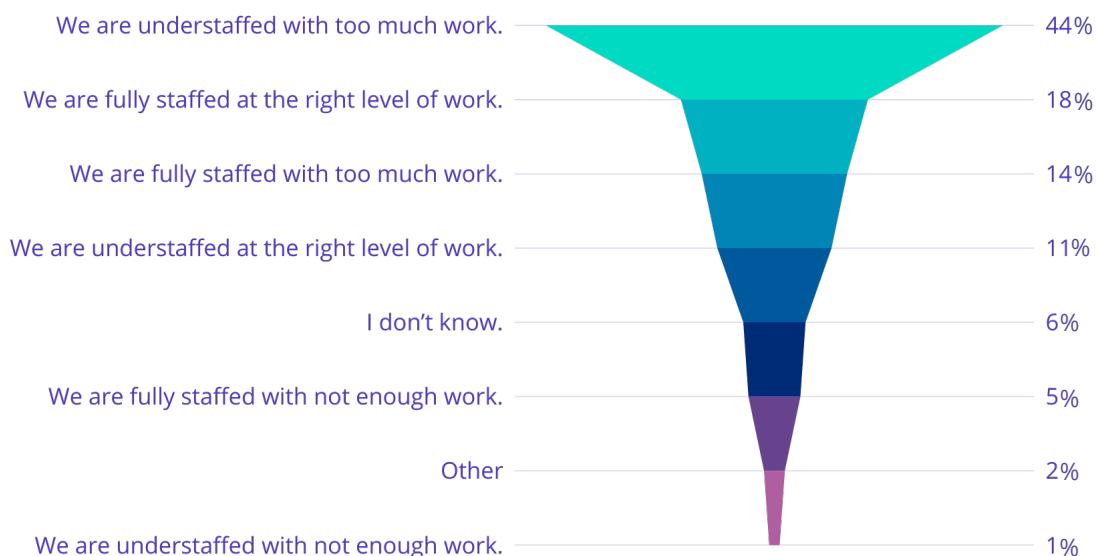 We are understaffed with too much work. 44%
We are fully staffed at the right level of work. 18%
We are fully staffed with too much work. 14%
We are understaffed at the right level of work. 11%
I don’t know. 6%
We are fully staffed with not enough work. 5%
Other 2%
We are understaffed with not enough work. 1%